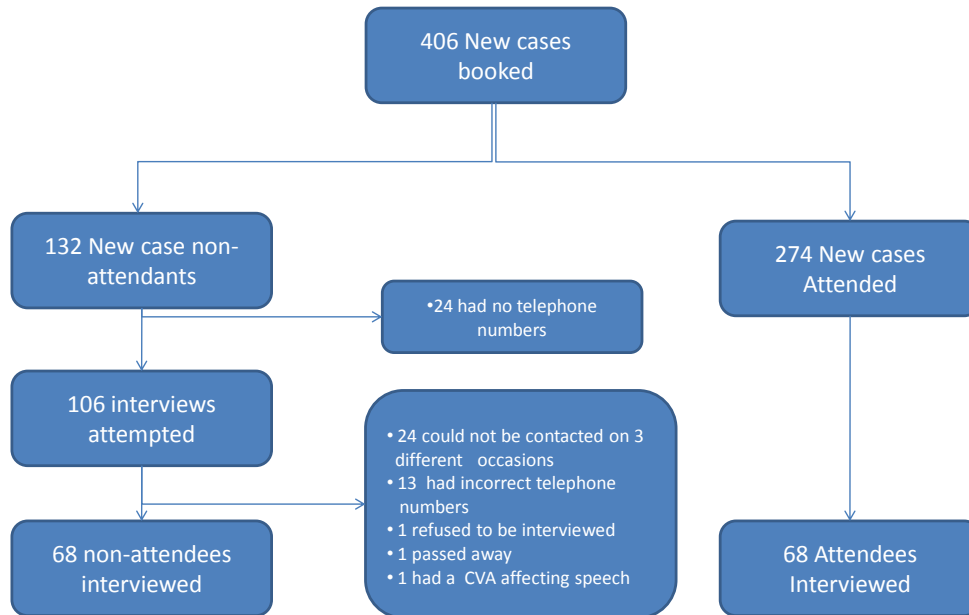 406 New cases
booked
132 New case non-
attendants
274 New cases
Attended
•24 had no telephone
numbers
106 interviews
attempted
• 24 could not be contacted on 3
different occasions
• 13 had incorrect telephone
numbers
• 1 refused to be interviewed
• 1 passed away
• 1 had a CVA affecting speech
68 non-attendees
interviewed
68 Attendees
Interviewed